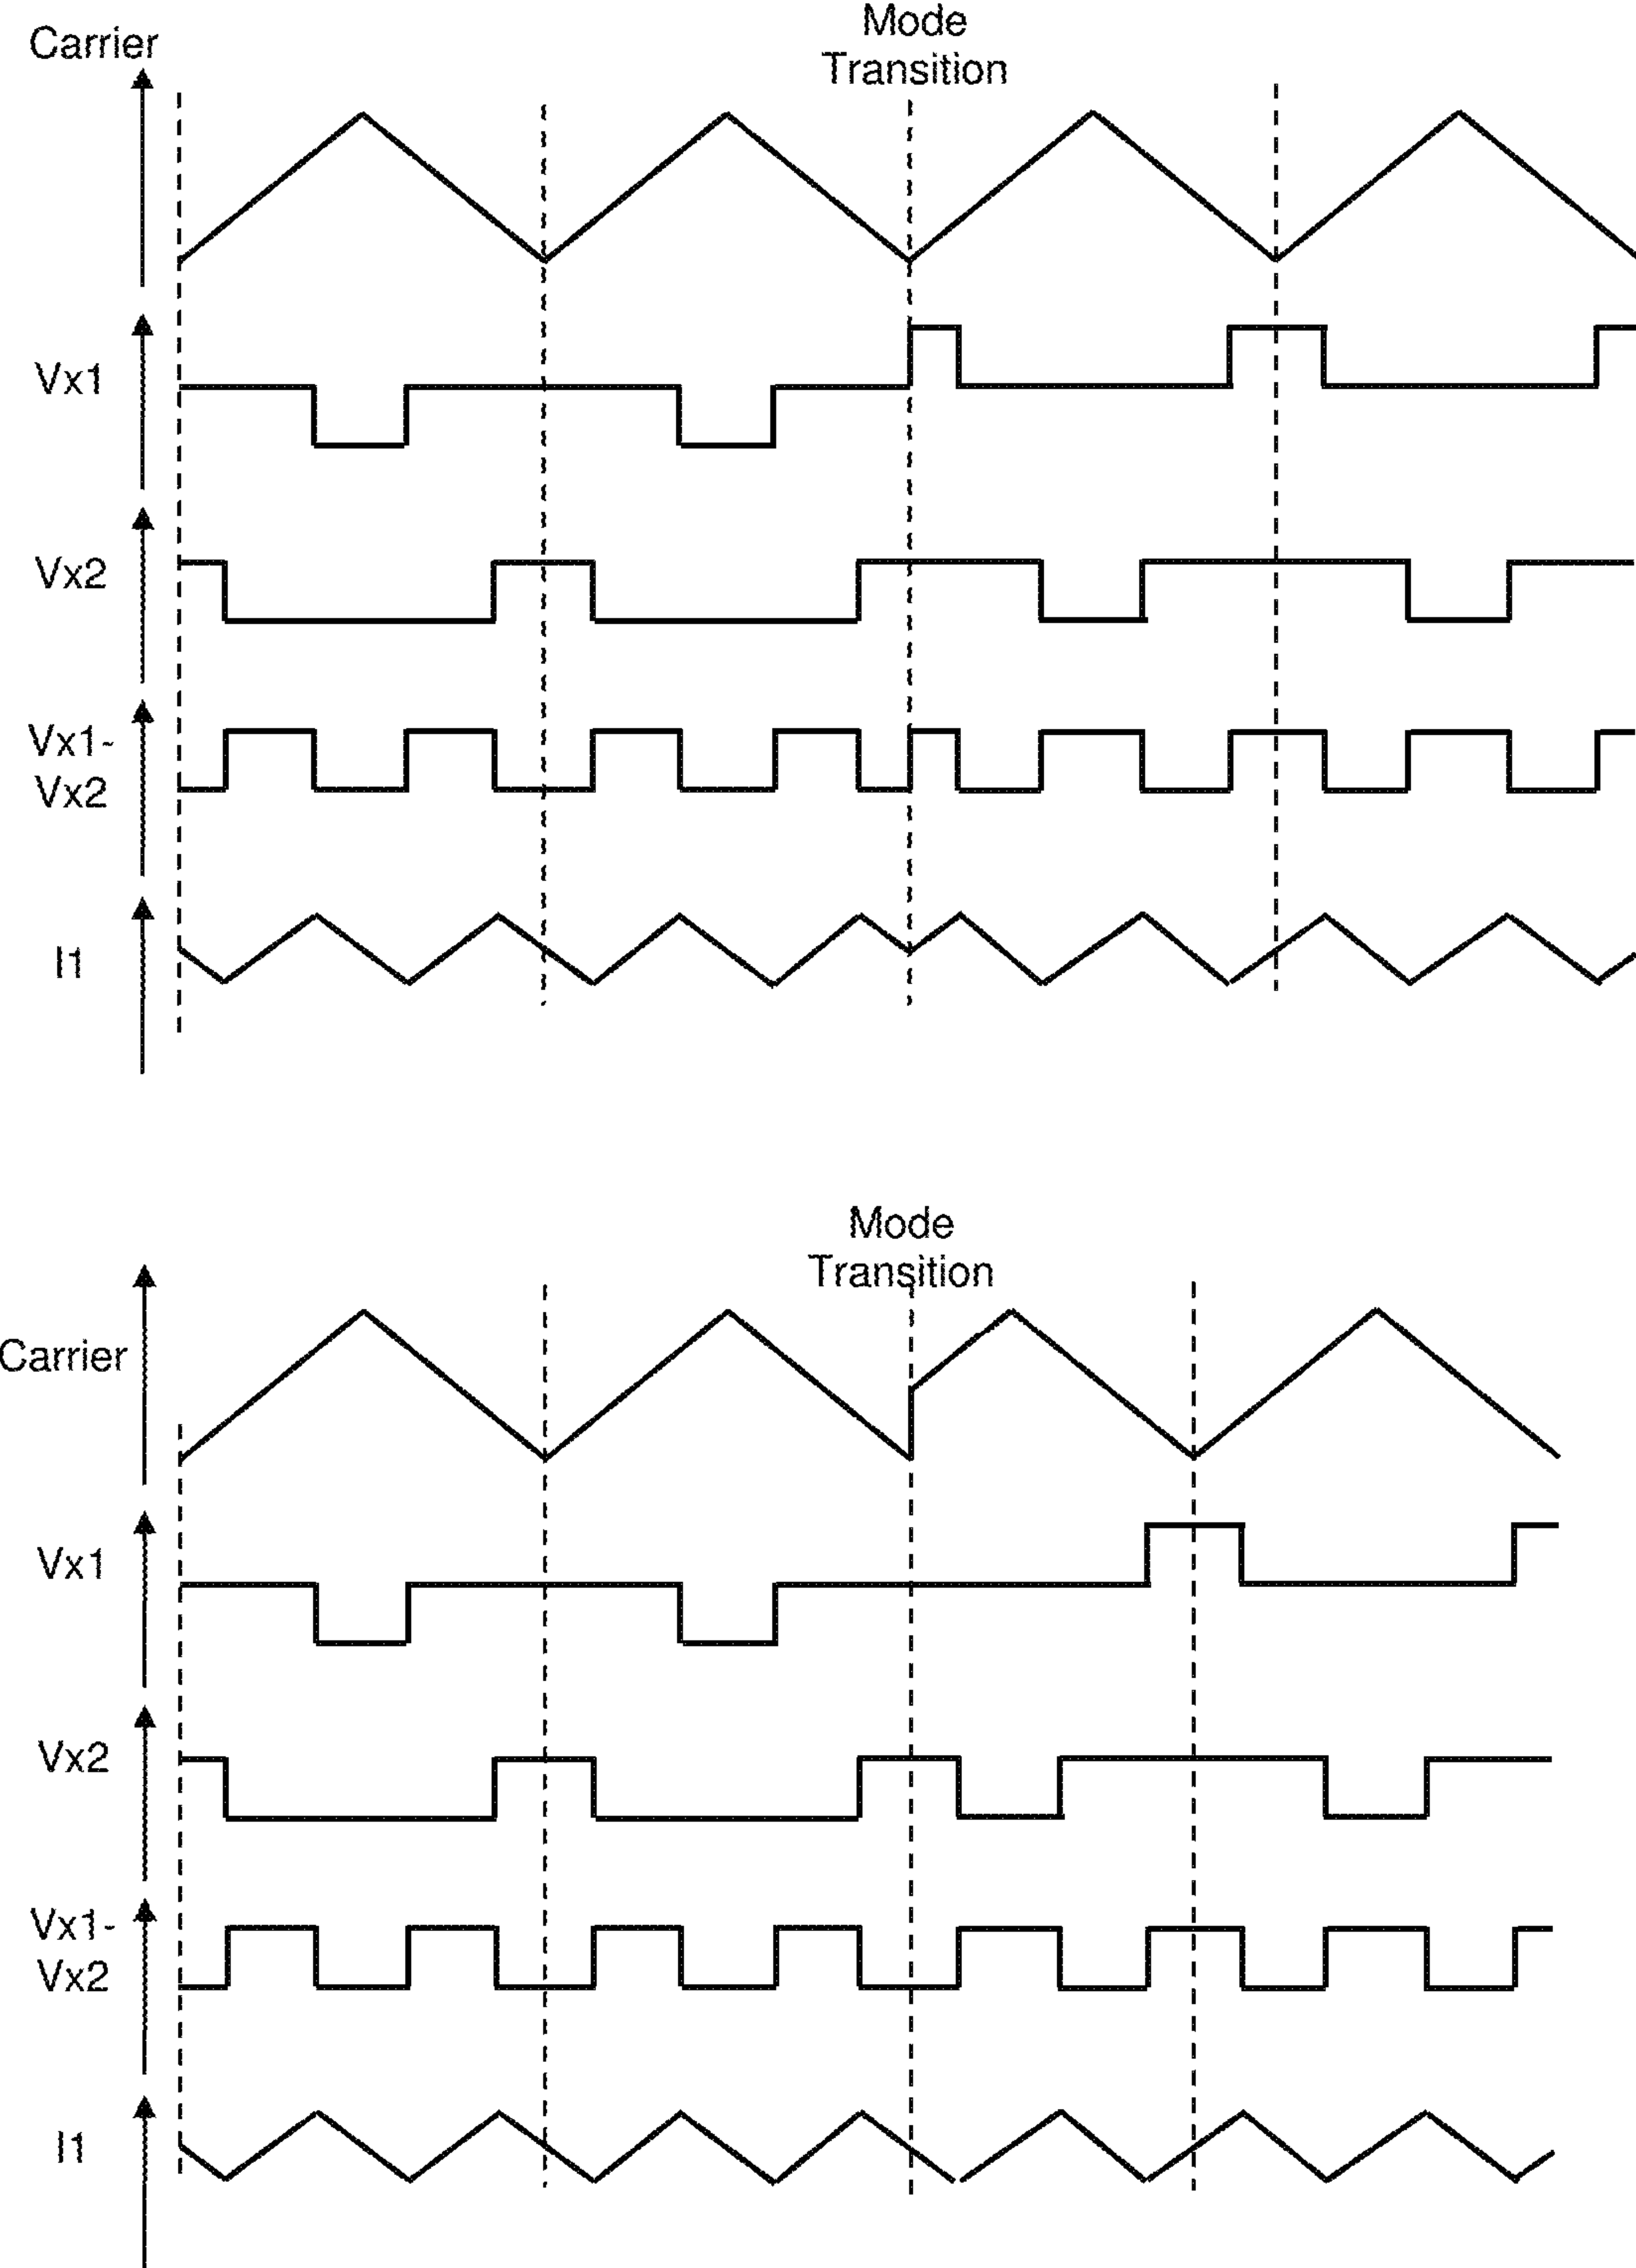 Mode
Transition
Carrier
Vx1
Vx2
Vx1-
Vx2
I1
Mode
Transition
Carrier
Vx1
Vx2
Vx1-
Vx2
I1